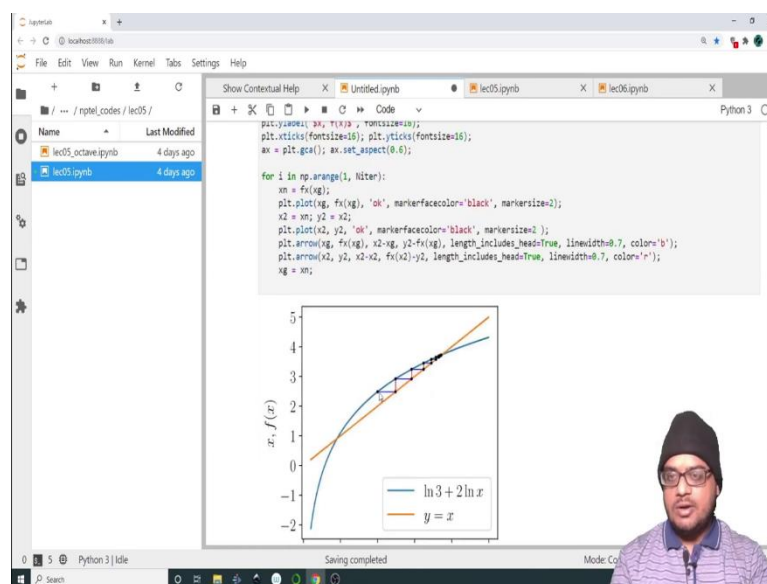 Jupyterlab
localhost:8888/lab
File Edit View Run Kernel Tabs Settings Help
Show Contextual Help
Untitled.ipynb
lec05.ipynb
lec06.ipynb
/ ... / nptel_codes / lec05 /
Code
Python 3
Name
Last Modified
lec05_octave.ipynb 4 days ago
lec05.ipynb 4 days ago
plt.xticks(fontsize=16); plt.yticks(fontsize=16);
ax = plt.gca(); ax.set_aspect(0.6);
for i in np.arange(1, Niter):
xn = fx(xg);
plt.plot(xg, fx(xg), 'ok', markerfacecolor='black', markersize=2);
x2 = xn; y2 = x2;
plt.plot(x2, y2, 'ok', markerfacecolor='black', markersize=2 );
plt.arrow(xg, fx(xg), x2-xg, y2-fx(xg), length_includes_head=True, linewidth=0.7, color='b');
plt.arrow(x2, y2, x2-x2, fx(x2)-y2, length_includes_head=True, linewidth=0.7, color='r');
xg = xn;
5
4
3
2
1
0
−1
−2
x, f(x)
ln 3 + 2 ln x
y = x
0 5 Python 3 | Idle
Saving completed
Mode: Co
Search